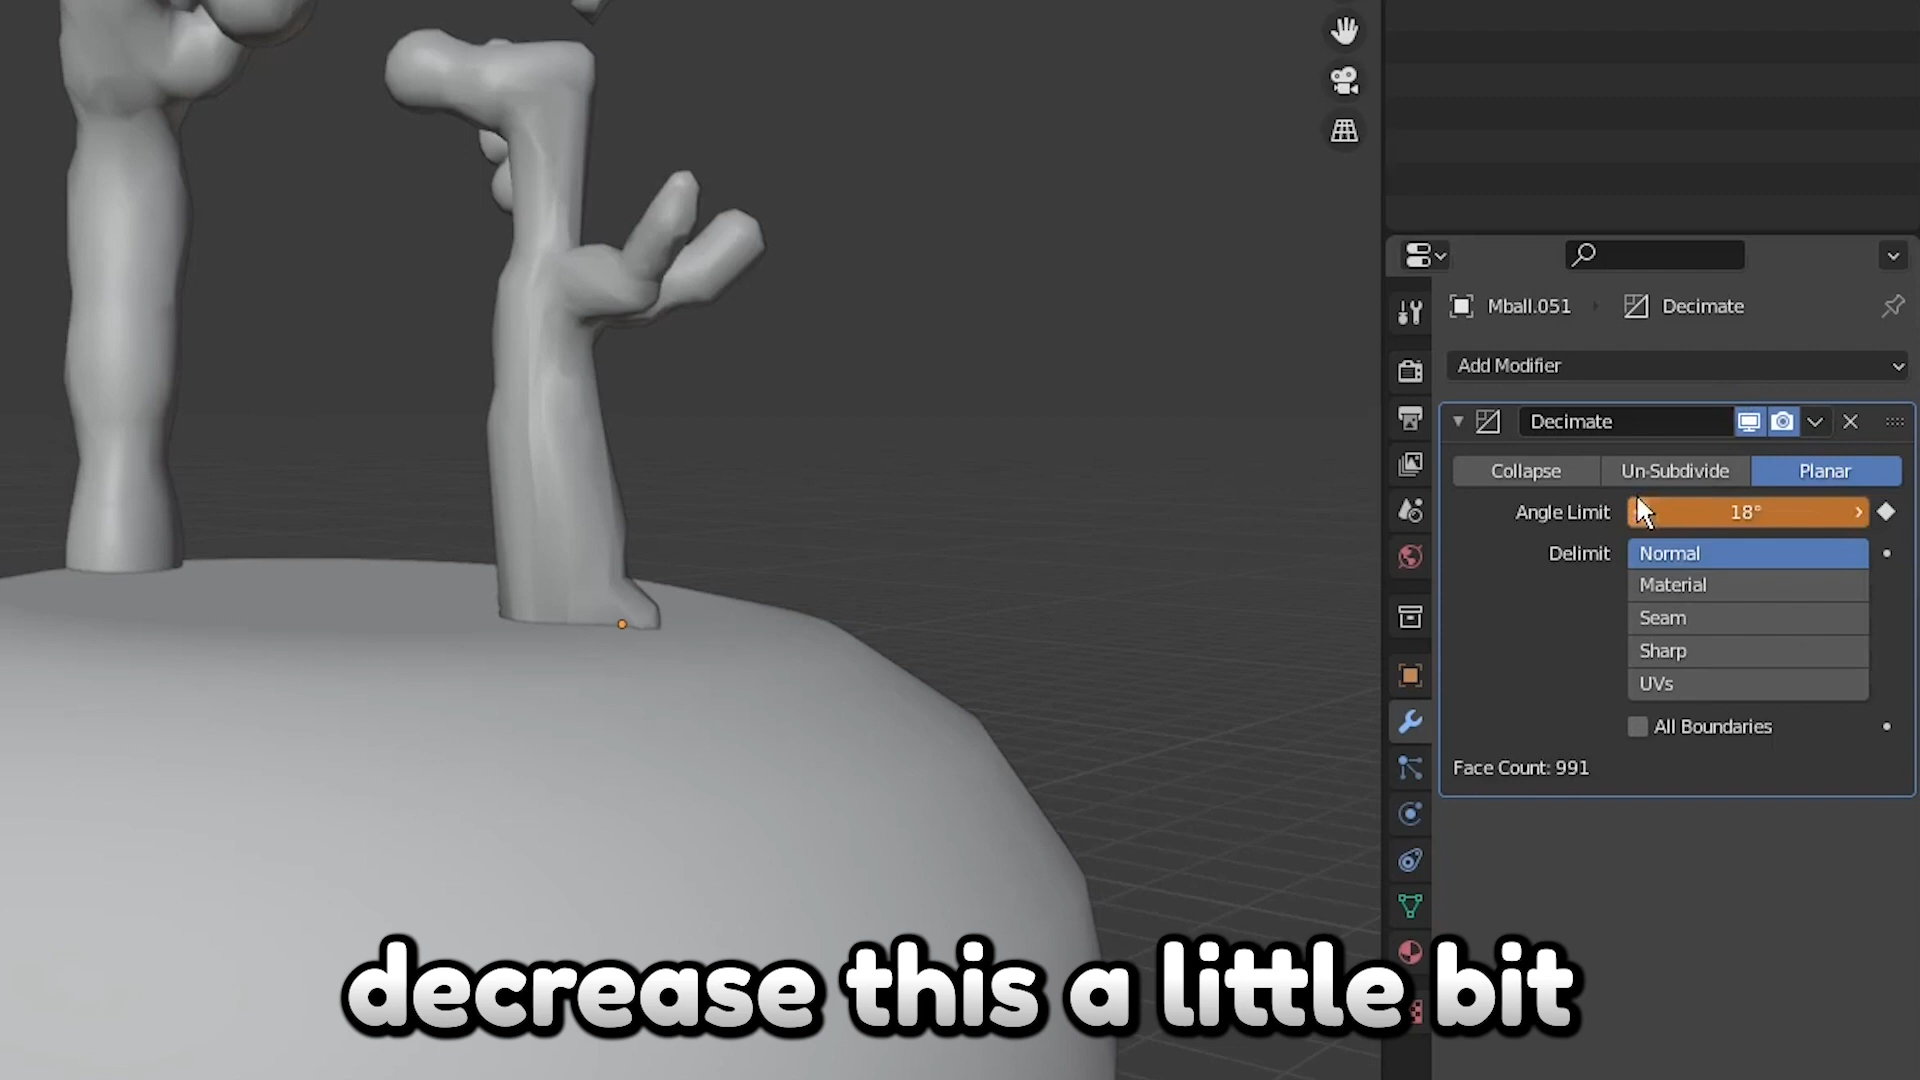 Mball.051 Decimate
Add Modifier
Decimate
Collapse Un-Subdivide Planar
Angle Limit 18°
Delimit Normal
Material
Seam
Sharp
UVs
All Boundaries
Face Count: 991
decrease this a little bit